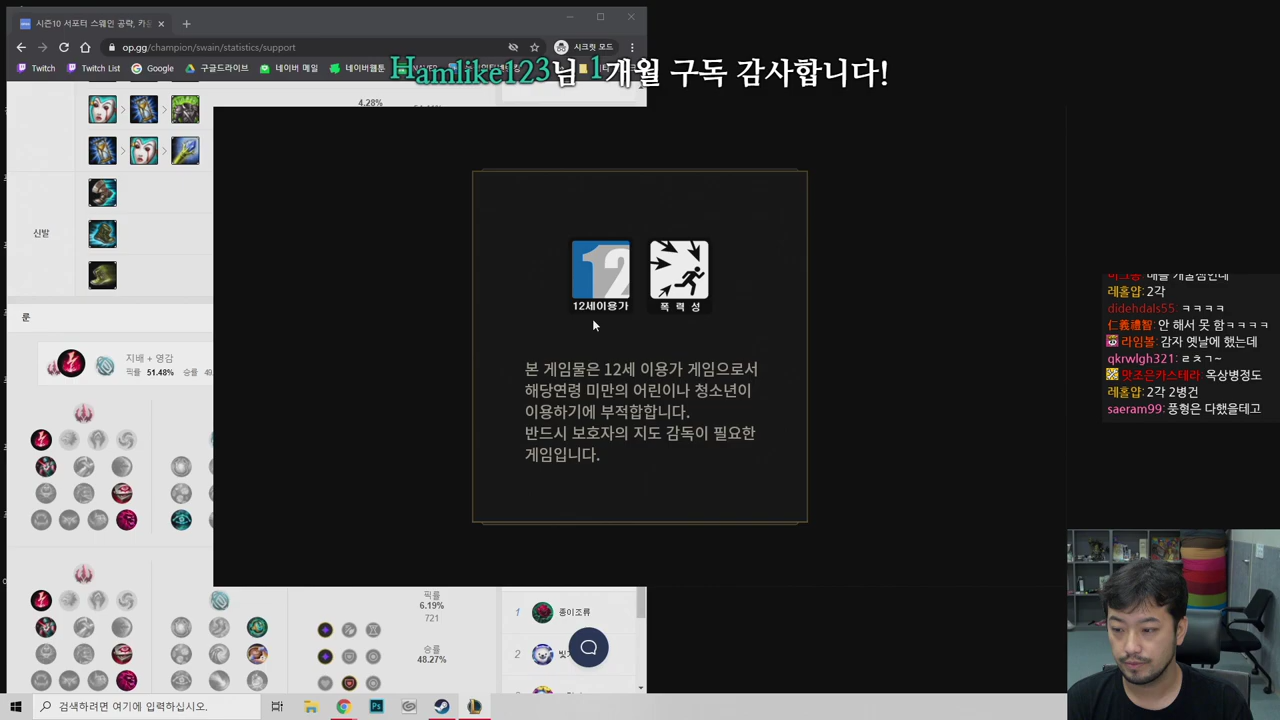 시즌10 서포터 스웨인 공략, 카운
op.gg/champion/swain/statistics/support
시크릿 모드
Twitch
Twitch List
Google
구글드라이브
네이버 메일
네이버웹툰
Hamlike123님 1개월 구독 감사합니다!
4.28%
신발
룬
지배 + 영감
픽률 51.48% 승률
12세이용가
폭력성
본 게임물은 12세 이용가 게임으로서
해당연령 미만의 어린이나 청소년이
이용하기에 부적합합니다.
반드시 보호자의 지도 감독이 필요한
게임입니다.
레홀얍: 2각
didehdals55: ㅋㅋㅋㅋ
仁義禮智: 안 해서 못 함ㅋㅋㅋㅋ
라임볼: 감자 옛날에 했는데
qkrwlgh321: ㄹㅊㄱ~
맛조은카스테라: 옥상병정도
레홀얍: 2각 2병건
saeram99: 풍형은 다했을테고
픽률
6.19%
721
승률
48.27%
1
종이조류
2
검색하려면 여기에 입력하십시오.